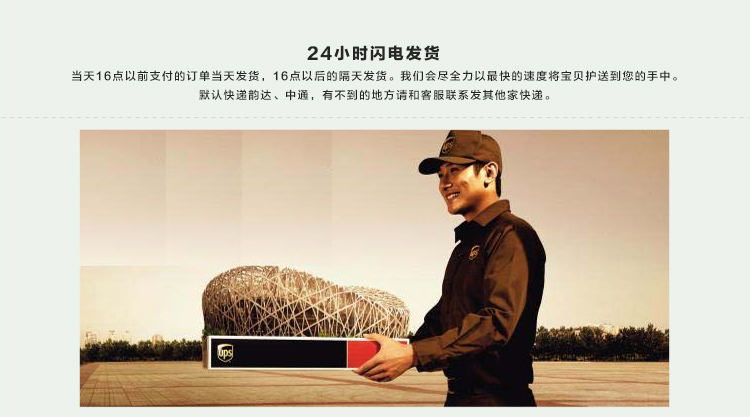 24小时闪电发货
当天16点以前支付的订单当天发货，16点以后的隔天发货。我们会尽全力以最快的速度将宝贝护送到您的手中。
默认快递韵达、中通，有不到的地方请和客服联系发其他家快递。
ups
ups
ups